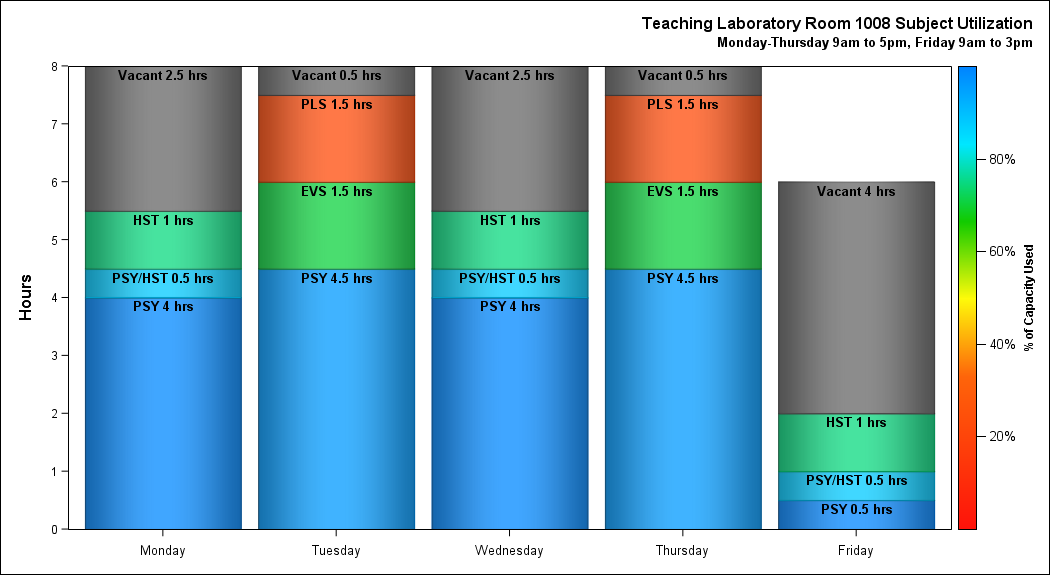 Teaching Laboratory Room 1008 Subject Utilization
Monday-Thursday 9am to 5pm, Friday 9am to 3pm
Hours
8
7
6
5
4
3
2
1
0
Vacant 2.5 hrs
HST 1 hrs
PSY/HST 0.5 hrs
PSY 4 hrs
Monday
Vacant 0.5 hrs
PLS 1.5 hrs
EVS 1.5 hrs
PSY 4.5 hrs
Tuesday
Vacant 2.5 hrs
HST 1 hrs
PSY/HST 0.5 hrs
PSY 4 hrs
Wednesday
Vacant 0.5 hrs
PLS 1.5 hrs
EVS 1.5 hrs
PSY 4.5 hrs
Thursday
Vacant 4 hrs
HST 1 hrs
PSY/HST 0.5 hrs
PSY 0.5 hrs
Friday
80%
60%
40%
20%
% of Capacity Used